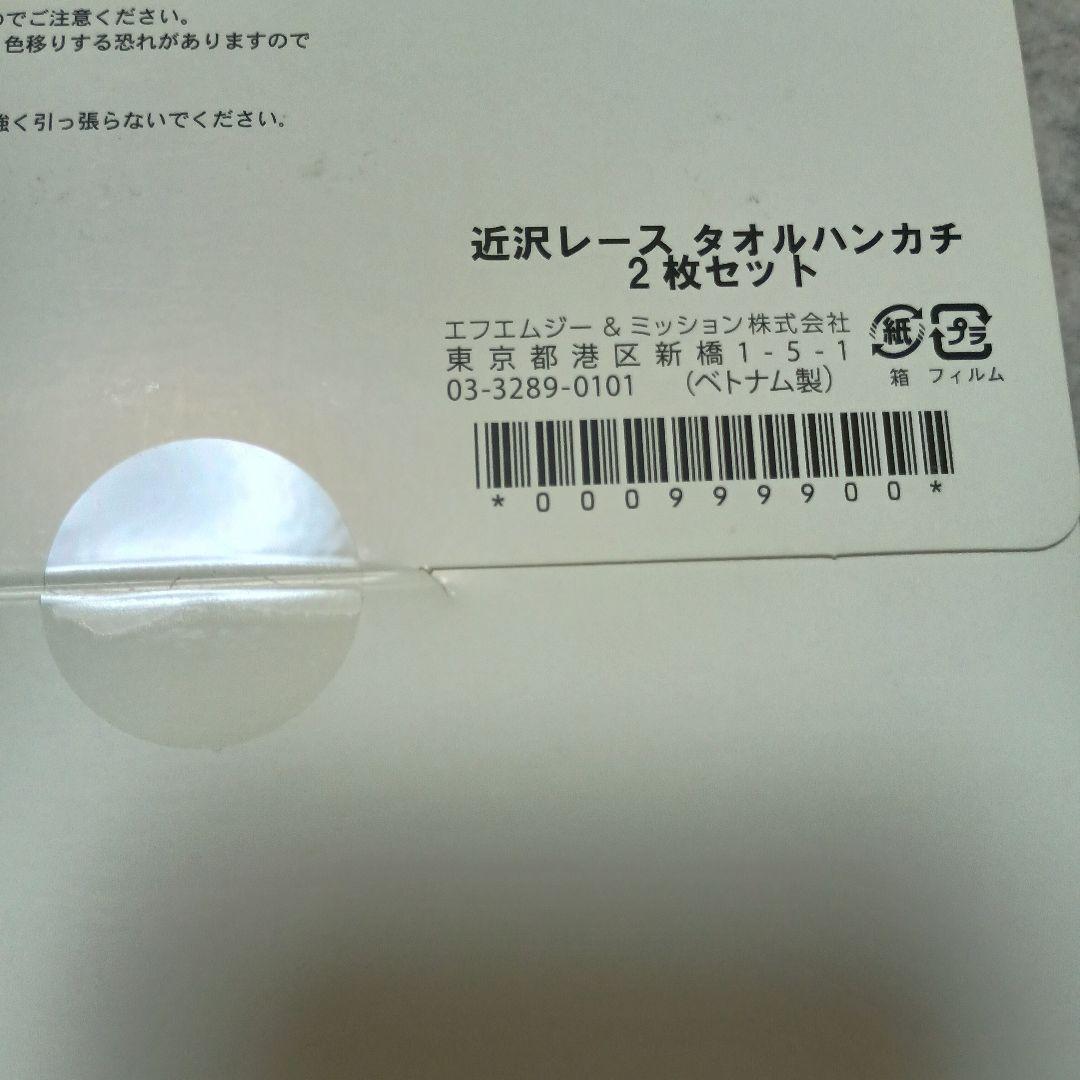 のでご注意ください。
色移りする恐れがありますので
強く引っ張らないでください。
近沢レース タオルハンカチ
2枚セット
エフエムジー & ミッション株式会社
東京都港区新橋1-5-1
03-3289-0101 (ベトナム製)
紙 プラ
箱 フィルム
*000999900*